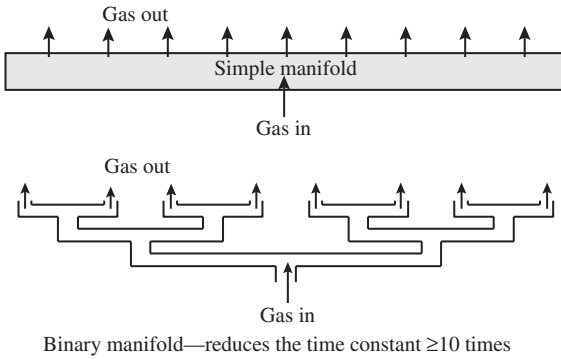 Gas out
Simple manifold
Gas in
Gas out
Gas in
Binary manifold—reduces the time constant ≥10 times